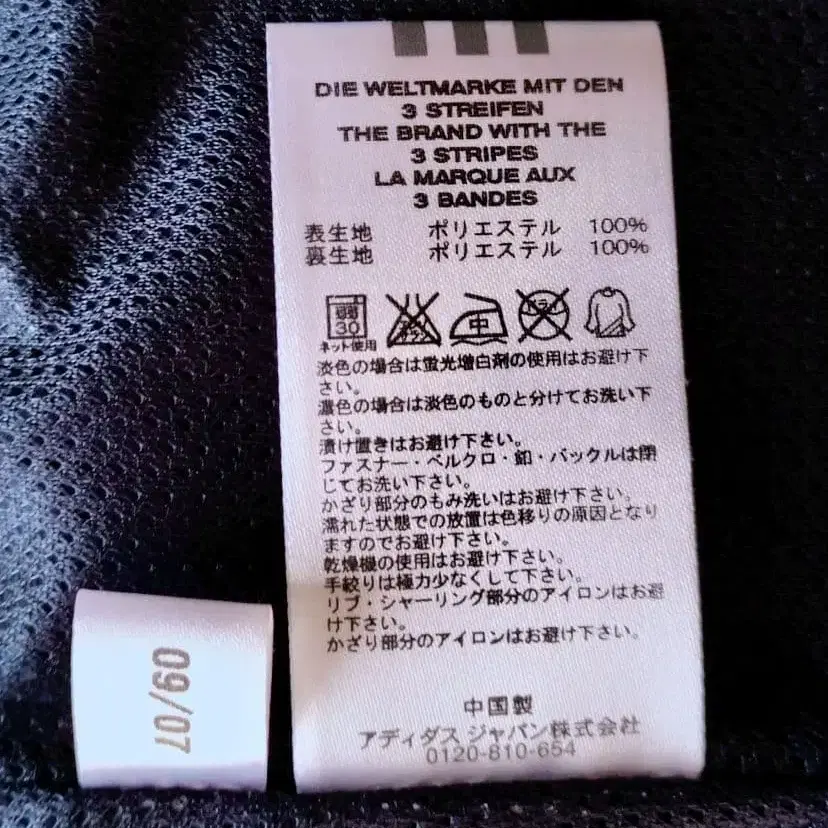 DIE WELTMARKE MIT DEN
3 STREIFEN
THE BRAND WITH THE
3 STRIPES
LA MARQUE AUX
3 BANDES
表生地 ポリエステル 100%
裏生地 ポリエステル 100%
30 中
ネット使用
淡色の場合は蛍光増白剤の使用はお避け下
さい。
濃色の場合は淡色のものと分けてお洗い下
さい。
漬け置きはお避け下さい。
ファスナー・ベルクロ・釦・バックルは閉
じてお洗い下さい。
かざり部分のもみ洗いはお避け下さい。
濡れた状態での放置は色移りの原因となり
ますのでお避け下さい。
乾燥機の使用はお避け下さい。
手絞りは極力少なくして下さい。
リブ・シャーリング部分のアイロンはお避
け下さい。
かざり部分のアイロンはお避け下さい。
中国製
アディダス ジャパン株式会社
0120-810-654
09/07